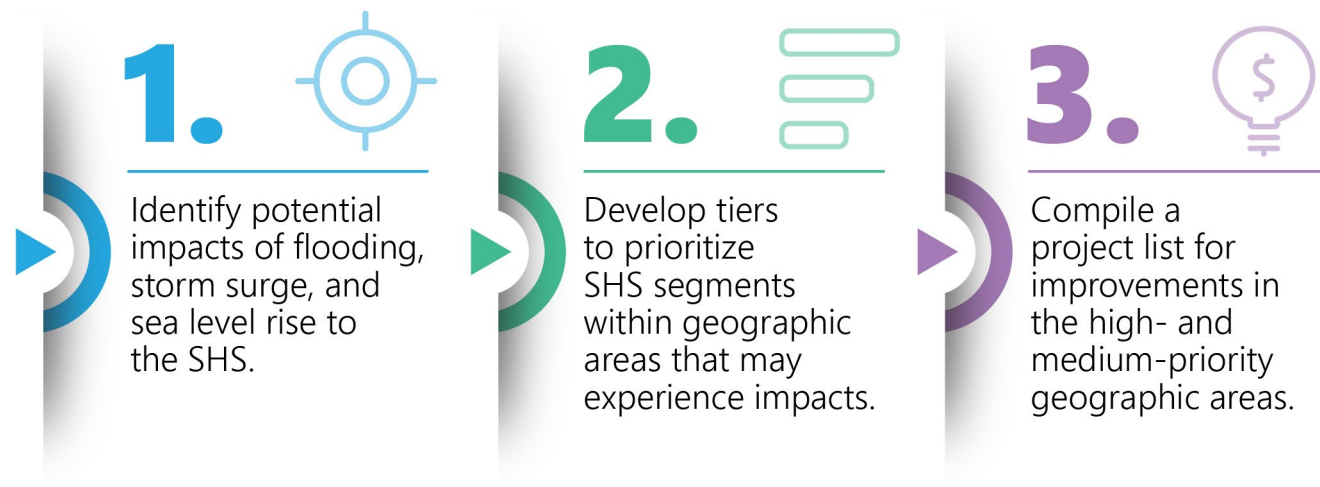 1.
Identify potential
impacts of flooding,
storm surge, and
sea level rise to
the SHS.
2.
Develop tiers
to prioritize
SHS segments
within geographic
areas that may
experience impacts.
3.
$
Compile a
project list for
improvements in
the high- and
medium-priority
geographic areas.